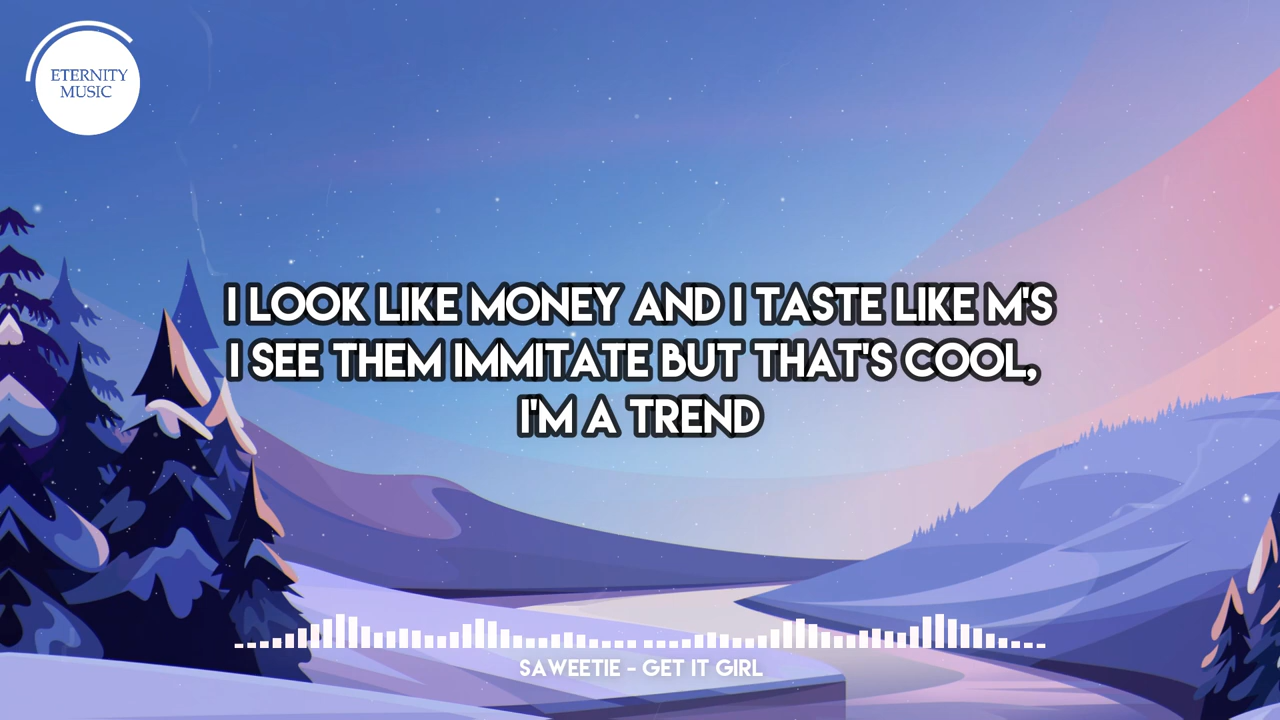 ETERNITY
MUSIC
I LOOK LIKE MONEY AND I TASTE LIKE M'S
I SEE THEM IMMITATE BUT THAT'S COOL,
I'M A TREND
SAWEETIE - GET IT GIRL